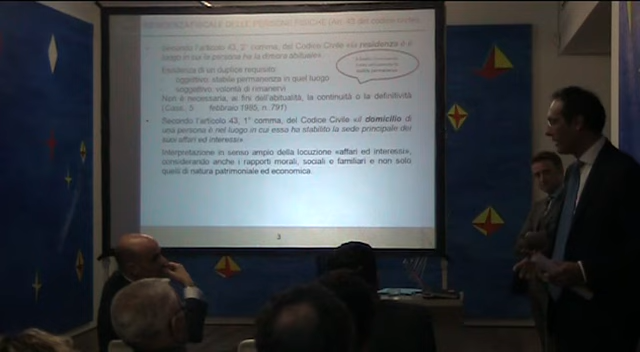 RESIDENZA FISCALE DELLE PERSONE FISICHE (Art. 43 del codice civile)
Secondo l'articolo 43, 2° comma, del Codice Civile «la residenza è il
luogo in cui la persona ha la dimora abituale».
Esistenza di un duplice requisito:
oggettivo: stabile permanenza in quel luogo
soggettivo: volontà di rimanervi
Non è necessaria, ai fini dell'abitualità, la continuità o la definitività
(Cass., 5 febbraio 1985, n. 791)
Secondo l'articolo 43, 1° comma, del Codice Civile «il domicilio di
una persona è nel luogo in cui essa ha stabilito la sede principale dei
suoi affari ed interessi»
Interpretazione in senso ampio della locuzione «affari ed interessi»,
considerando anche i rapporti morali, sociali e familiari e non solo
quelli di natura patrimoniale ed economica.
3